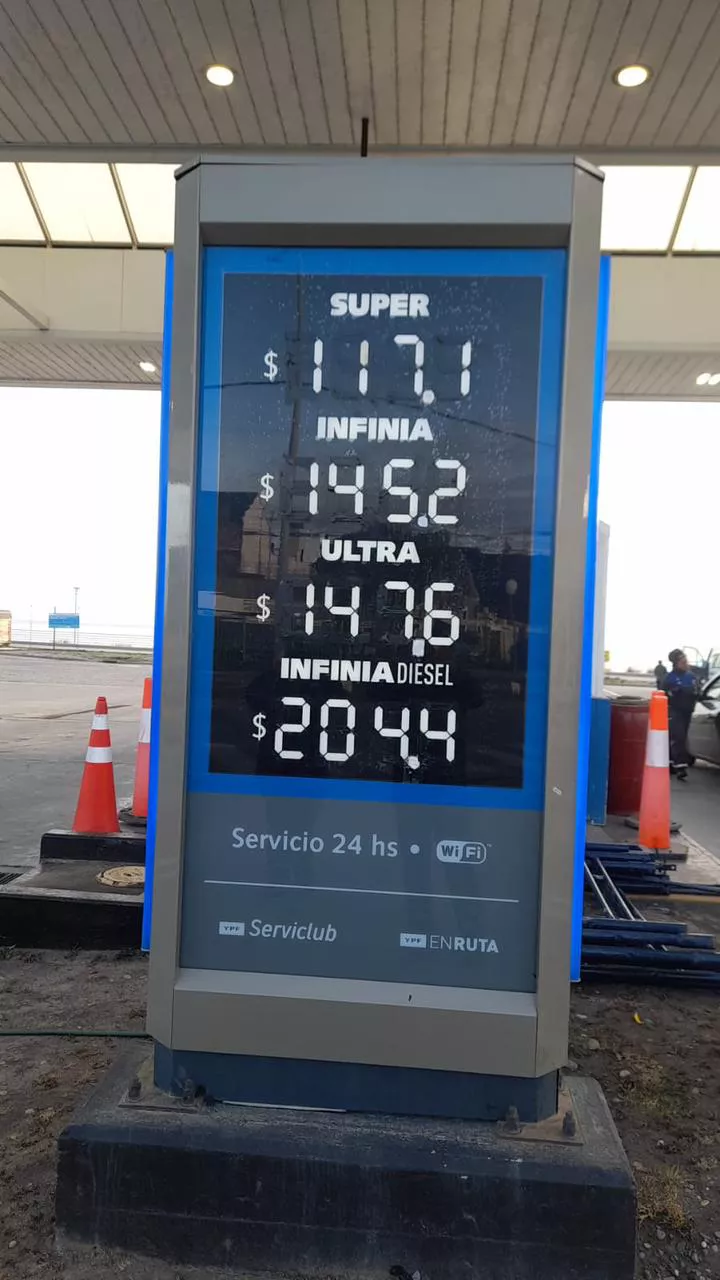 SUPER
$ 117.1
INFINIA
$ 145.2
ULTRA
$ 147.6
INFINIA DIESEL
$ 204.4
Servicio 24 hs • WiFi
YPF Serviclub
YPF ENRUTA